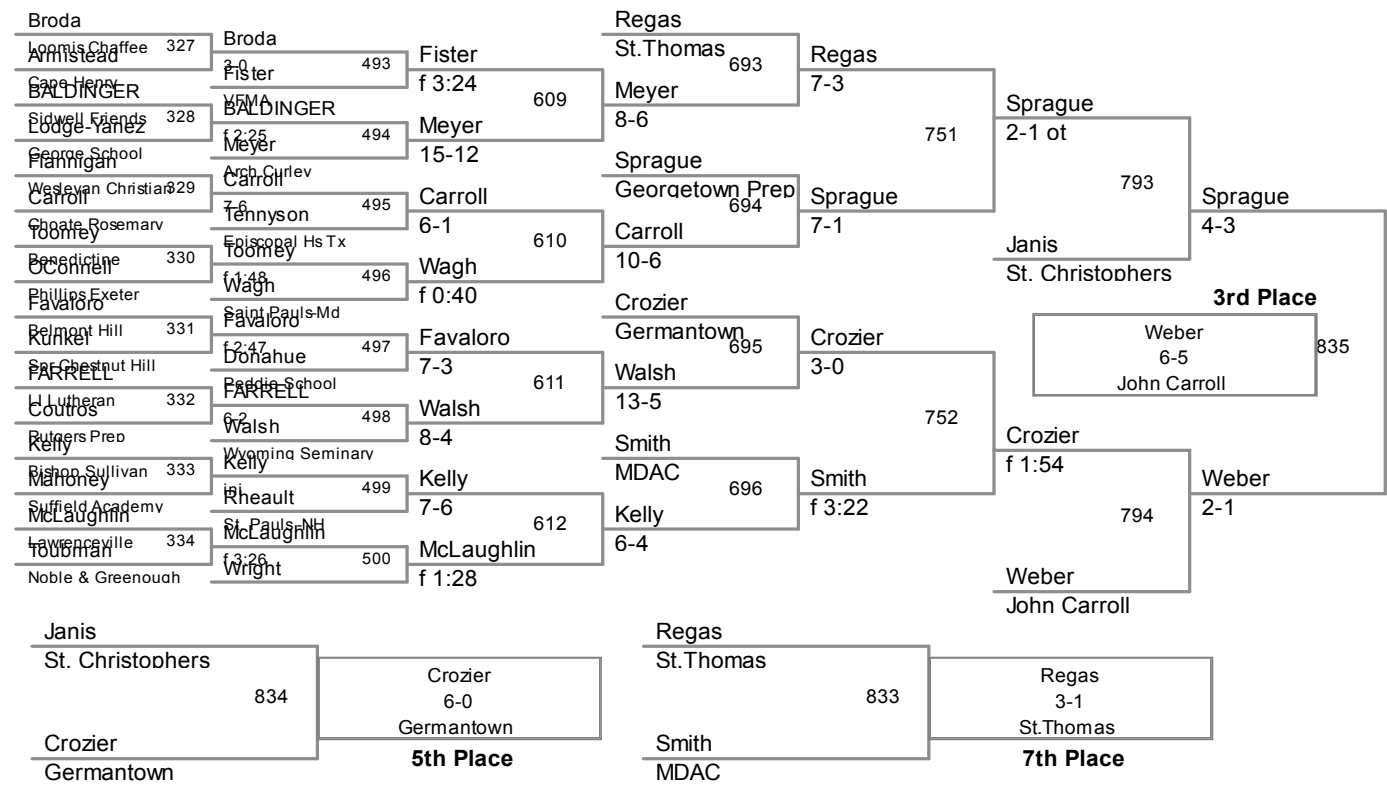 Broda
Loomis Chaffee
327
Armistead
Cape Henry
BALDINGER
Sidwell Friends
328
Lodge-Yanez
George School
Flannigan
Wesleyan Christian
329
Carroll
Choate Rosemary
Toomey
Benedictine
330
OConnell
Phillips Exeter
Favaloro
Belmont Hill
331
Kunkel
Spr Chestnut Hill
FARRELL
LI Lutheran
332
Coutros
Rutgers Prep
Kelly
Bishop Sullivan
333
Mahoney
Suffield Academy
McLaughlin
Lawrenceville
334
Toubman
Noble & Greenough
Broda
3-0
493
Fister
VFMA
BALDINGER
f 2:25
494
Meyer
Arch Curley
Carroll
7-6
495
Tennyson
Episcopal Hs Tx
Toomey
f 1:48
496
Wagh
Saint Pauls-Md
Favaloro
f 2:47
497
Donahue
Peddie School
FARRELL
6-2
498
Walsh
Wyoming Seminary
Kelly
inj
499
Rheault
St. Pauls-NH
McLaughlin
f 3:26
500
Wright
Fister
f 3:24
609
Meyer
15-12
Carroll
6-1
610
Wagh
f 0:40
Favaloro
7-3
611
Walsh
8-4
Kelly
7-6
612
McLaughlin
f 1:28
Regas
St.Thomas
693
Meyer
8-6
Sprague
Georgetown Prep
694
Carroll
10-6
Crozier
Germantown
695
Walsh
13-5
Smith
MDAC
696
Kelly
6-4
Regas
7-3
751
Sprague
7-1
Crozier
3-0
752
Smith
f 3:22
Sprague
2-1 ot
793
Janis
St. Christophers
Crozier
f 1:54
794
Weber
John Carroll
Sprague
4-3
3rd Place
Weber
6-5
John Carroll
835
Weber
2-1
Janis
St. Christophers
834
Crozier
Germantown
Crozier
6-0
Germantown
5th Place
Regas
St.Thomas
833
Smith
MDAC
Regas
3-1
St.Thomas
7th Place